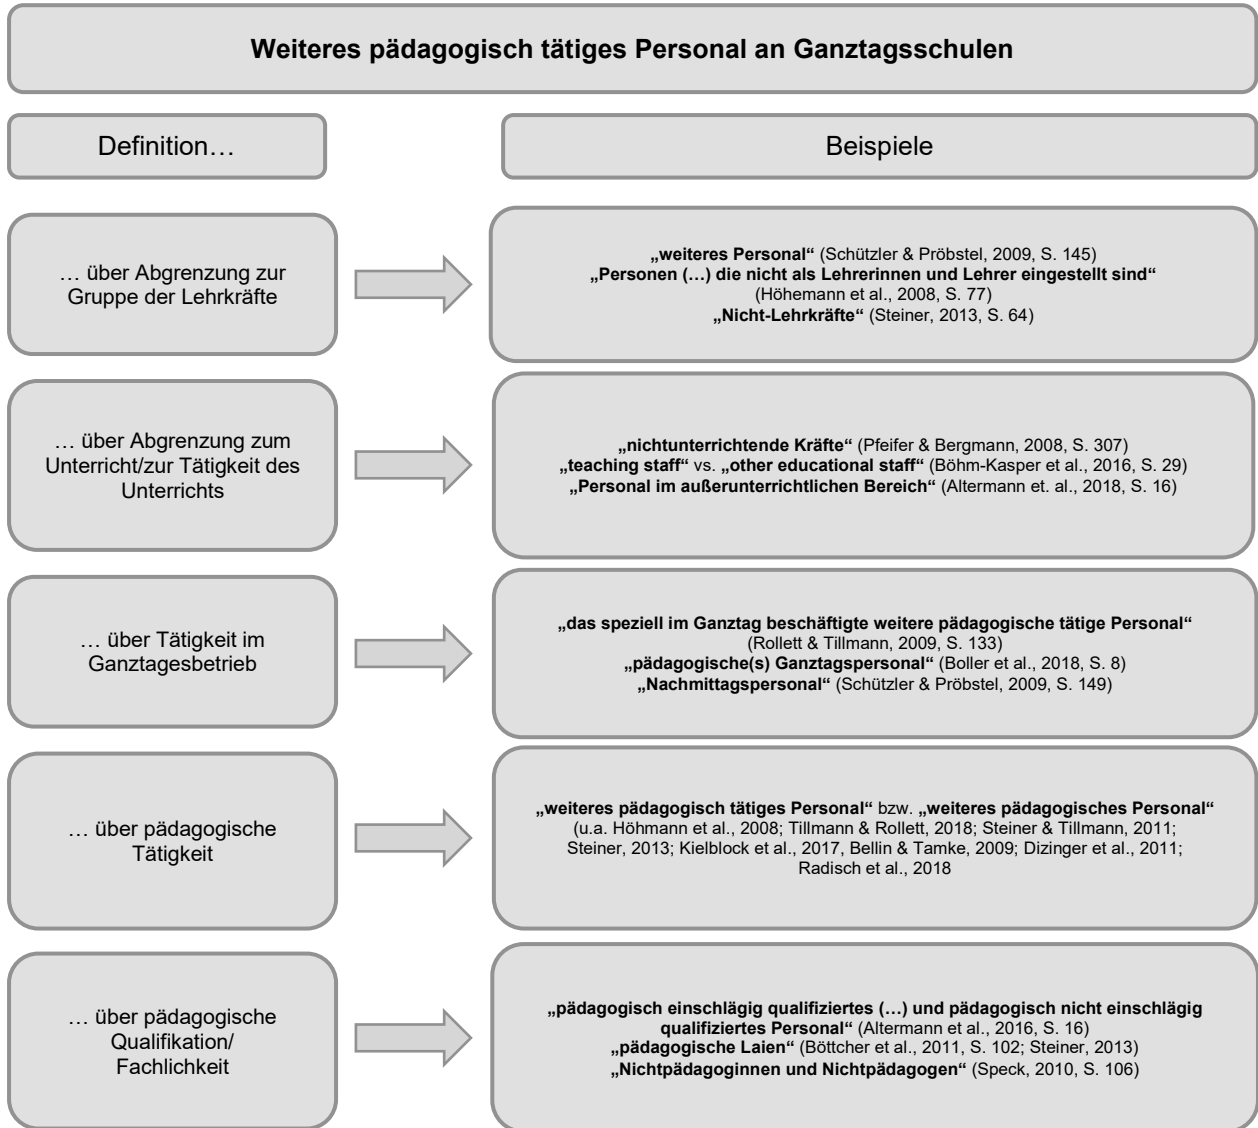 Weiteres pädagogisch tätiges Personal an Ganztagsschulen
Definition…
Beispiele
… über Abgrenzung zur
Gruppe der Lehrkräfte
„weiteres Personal“ (Schützler & Pröbstel, 2009, S. 145)
„Personen (…) die nicht als Lehrerinnen und Lehrer eingestellt sind“
(Höhemann et al., 2008, S. 77)
„Nicht-Lehrkräfte“ (Steiner, 2013, S. 64)
… über Abgrenzung zum
Unterricht/zur Tätigkeit des
Unterrichts
„nichtunterrichtende Kräfte“ (Pfeifer & Bergmann, 2008, S. 307)
„teaching staff“ vs. „other educational staff“ (Böhm-Kasper et al., 2016, S. 29)
„Personal im außerunterrichtlichen Bereich“ (Altermann et. al., 2018, S. 16)
… über Tätigkeit im
Ganztagesbetrieb
„das speziell im Ganztag beschäftigte weitere pädagogische tätige Personal“
(Rollett & Tillmann, 2009, S. 133)
„pädagogische(s) Ganztagspersonal“ (Boller et al., 2018, S. 8)
„Nachmittagspersonal“ (Schützler & Pröbstel, 2009, S. 149)
… über pädagogische
Tätigkeit
„weiteres pädagogisch tätiges Personal“ bzw. „weiteres pädagogisches Personal“
(u.a. Höhmann et al., 2008; Tillmann & Rollett, 2018; Steiner & Tillmann, 2011;
Steiner, 2013; Kielblock et al., 2017, Bellin & Tamke, 2009; Dizinger et al., 2011;
Radisch et al., 2018
… über pädagogische
Qualifikation/
Fachlichkeit
„pädagogisch einschlägig qualifiziertes (…) und pädagogisch nicht einschlägig
qualifiziertes Personal“ (Altermann et al., 2016, S. 16)
„pädagogische Laien“ (Böttcher et al., 2011, S. 102; Steiner, 2013)
„Nichtpädagoginnen und Nichtpädagogen“ (Speck, 2010, S. 106)